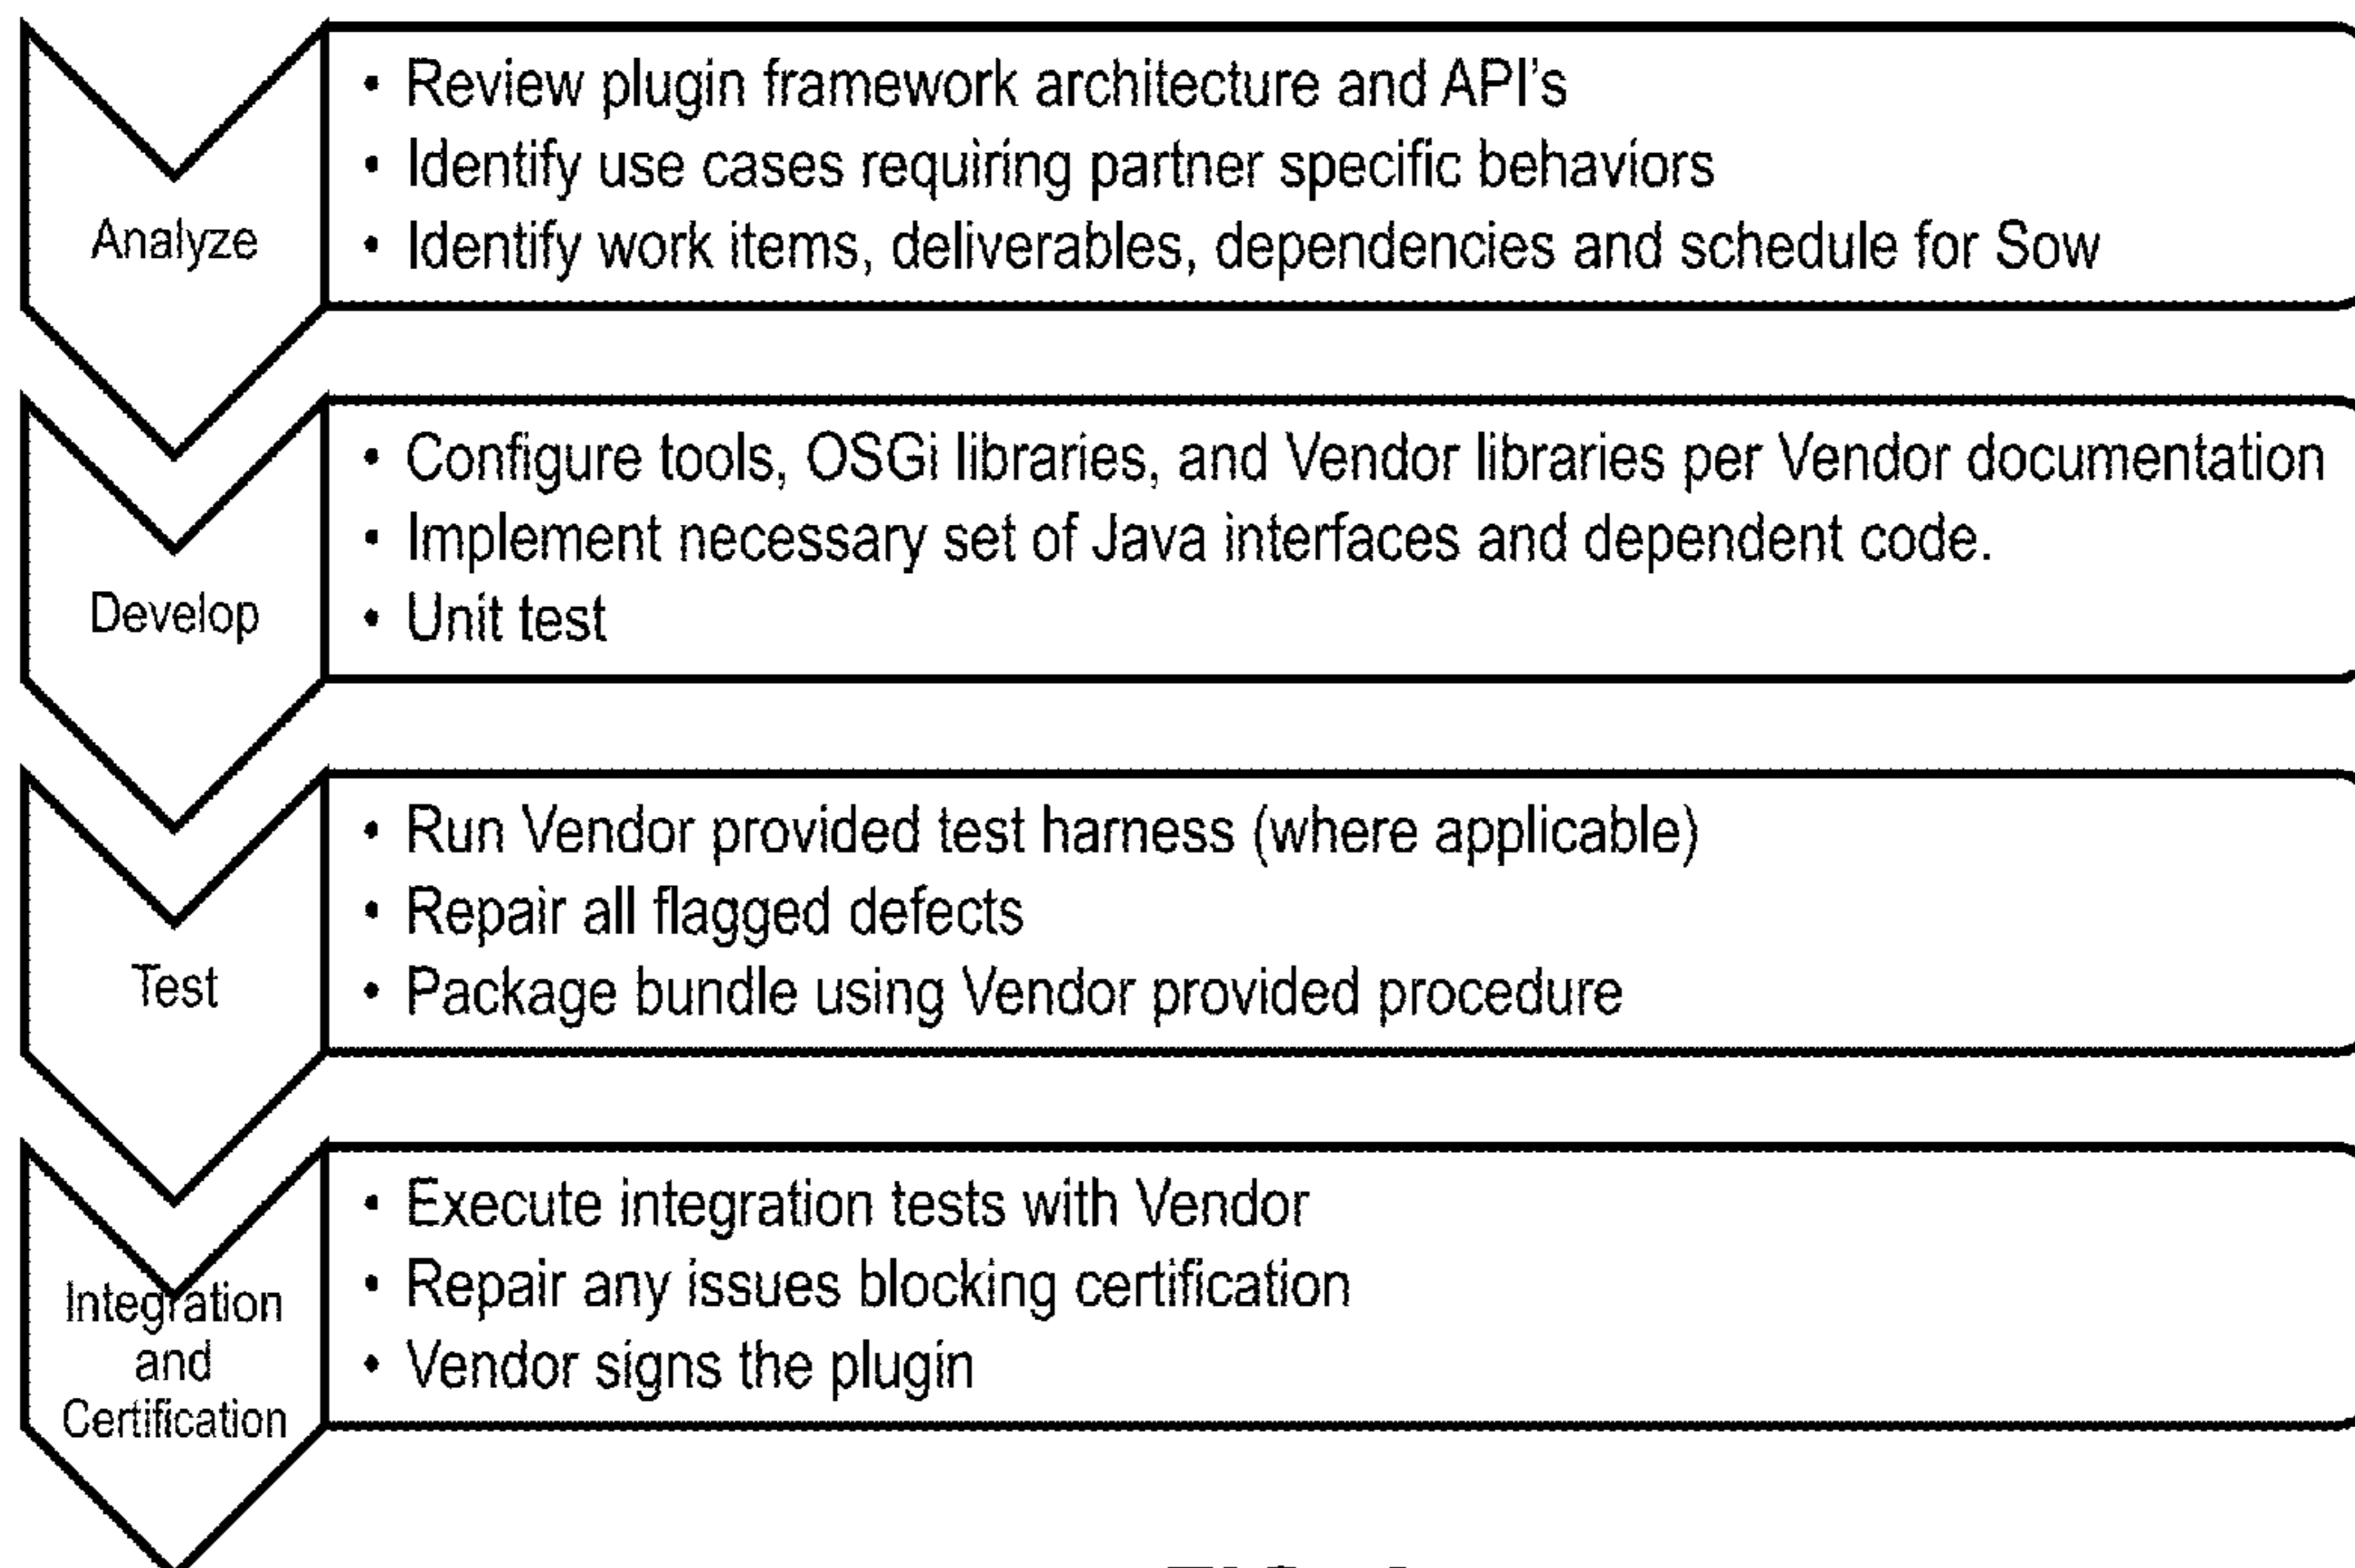 Analyze
• Review plugin framework architecture and API's
• Identify use cases requiring partner specific behaviors
• Identify work items, deliverables, dependencies and schedule for Sow
Develop
• Configure tools, OSGi libraries, and Vendor libraries per Vendor documentation
• Implement necessary set of Java interfaces and dependent code.
• Unit test
Test
• Run Vendor provided test harness (where applicable)
• Repair all flagged defects
• Package bundle using Vendor provided procedure
Integration
and
Certification
• Execute integration tests with Vendor
• Repair any issues blocking certification
• Vendor signs the plugin